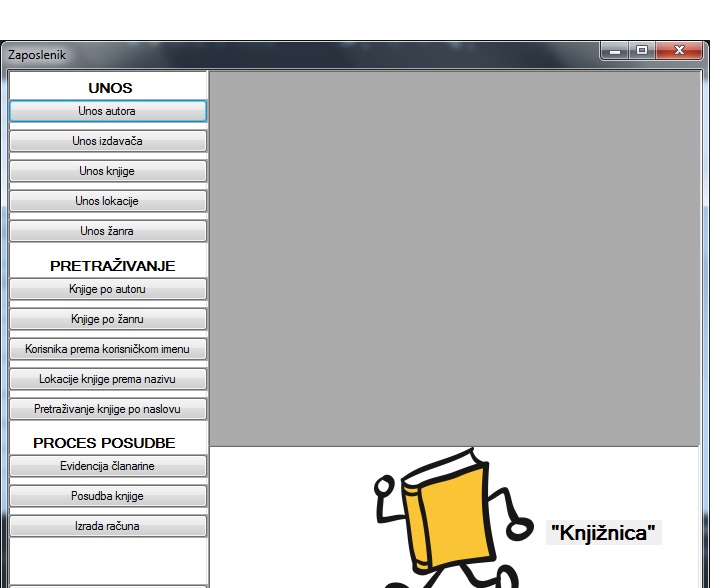 Zaposlenik
UNOS
Unos autora
Unos izdavača
Unos knjige
Unos lokacije
Unos žanra
PRETRAŽIVANJE
Knjige po autoru
Knjige po žanru
Korisnika prema korisničkom imenu
Lokacije knjige prema nazivu
Pretraživanje knjige po naslovu
PROCES POSUDBE
Evidencija članarine
Posudba knjige
Izrada računa
"Knjižnica"